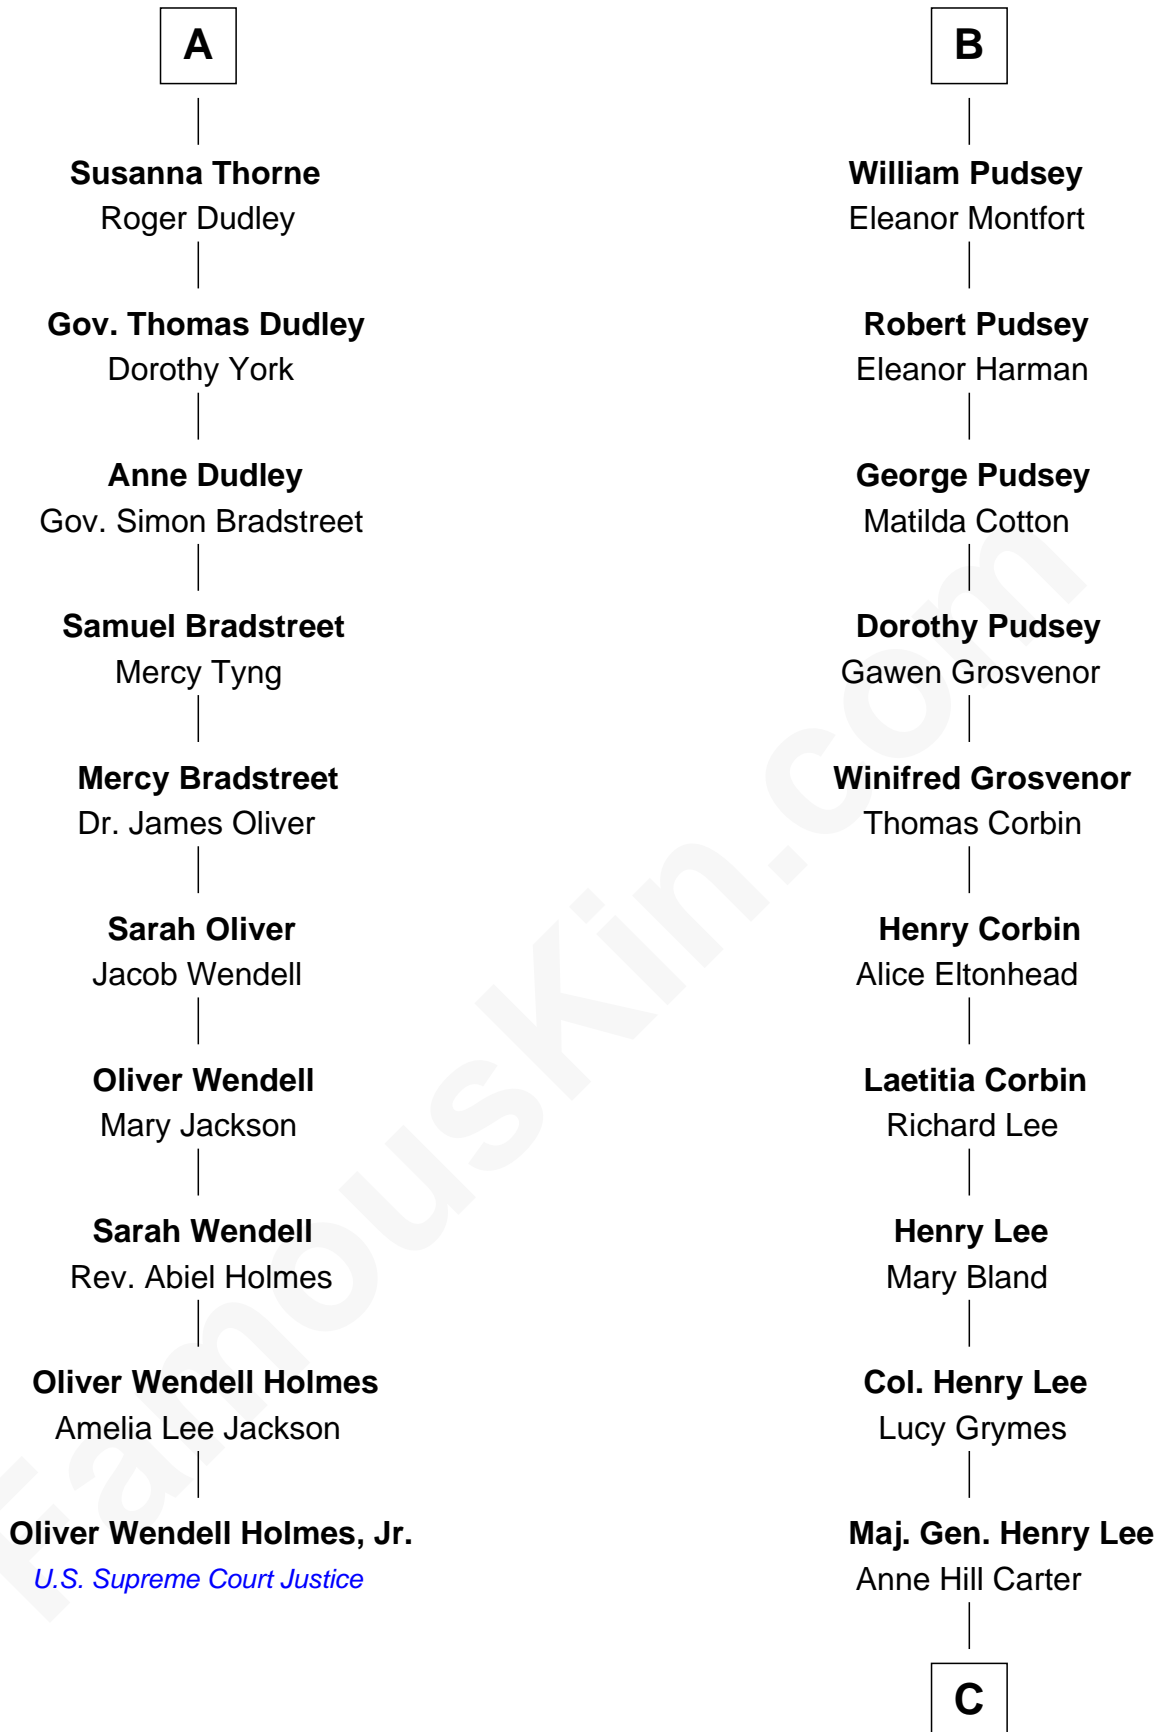 A
Susanna Thorne
Roger Dudley
Gov. Thomas Dudley
Dorothy York
Anne Dudley
Gov. Simon Bradstreet
Samuel Bradstreet
Mercy Tyng
Mercy Bradstreet
Dr. James Oliver
Sarah Oliver
Jacob Wendell
Oliver Wendell
Mary Jackson
Sarah Wendell
Rev. Abiel Holmes
Oliver Wendell Holmes
Amelia Lee Jackson
Oliver Wendell Holmes, Jr.
U.S. Supreme Court Justice
B
William Pudsey
Eleanor Montfort
Robert Pudsey
Eleanor Harman
George Pudsey
Matilda Cotton
Dorothy Pudsey
Gawen Grosvenor
Winifred Grosvenor
Thomas Corbin
Henry Corbin
Alice Eltonhead
Laetitia Corbin
Richard Lee
Henry Lee
Mary Bland
Col. Henry Lee
Lucy Grymes
Maj. Gen. Henry Lee
Anne Hill Carter
C
FamousKin.com